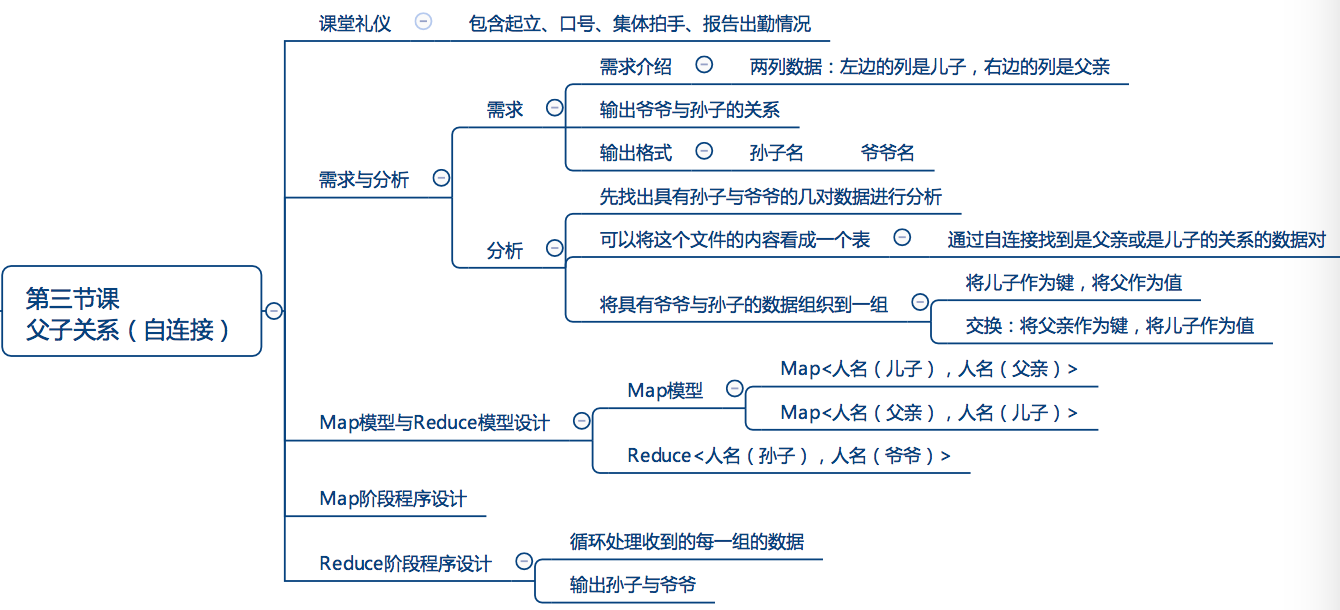 第三节课
父子关系（自连接）
课堂礼仪
包含起立、口号、集体拍手、报告出勤情况
需求与分析
需求
需求介绍
两列数据：左边的列是儿子，右边的列是父亲
输出爷爷与孙子的关系
输出格式
孙子名 爷爷名
分析
先找出具有孙子与爷爷的几对数据进行分析
可以将这个文件的内容看成一个表
通过自连接找到是父亲或是儿子的关系的数据对
将具有爷爷与孙子的数据组织到一组
将儿子作为键，将父作为值
交换：将父亲作为键，将儿子作为值
Map模型与Reduce模型设计
Map模型
Map<人名（儿子），人名（父亲）>
Map<人名（父亲），人名（儿子）>
Reduce<人名（孙子），人名（爷爷）>
Map阶段程序设计
Reduce阶段程序设计
循环处理收到的每一组的数据
输出孙子与爷爷